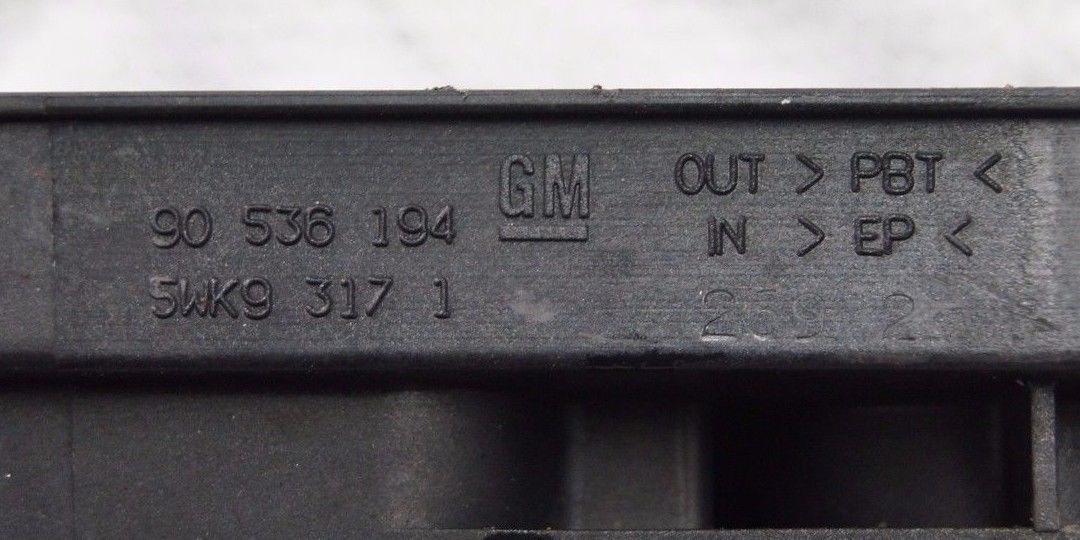 90 536 194
5WK9 317 1
GM
OUT > PBT <
IN > EP <